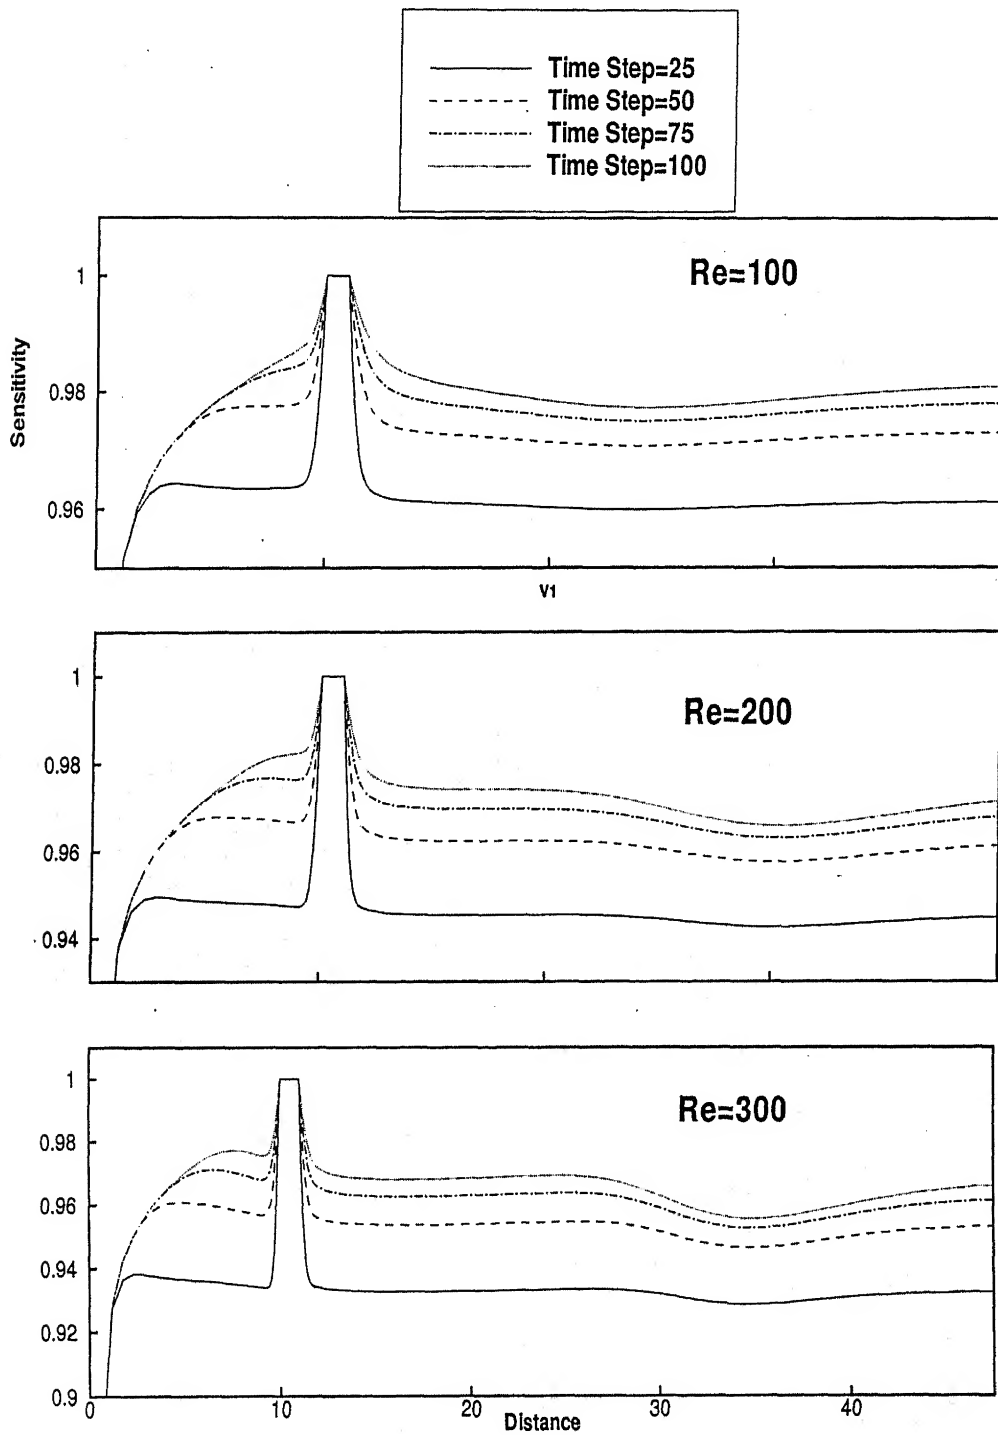 Time Step=25
Time Step=50
Time Step=75
Time Step=100
Re=100
Sensitivity
1
0.98
0.96
V1
Re=200
1
0.98
0.96
0.94
Re=300
1
0.98
0.96
0.94
0.92
0.9
0 10 20 30 40
Distance